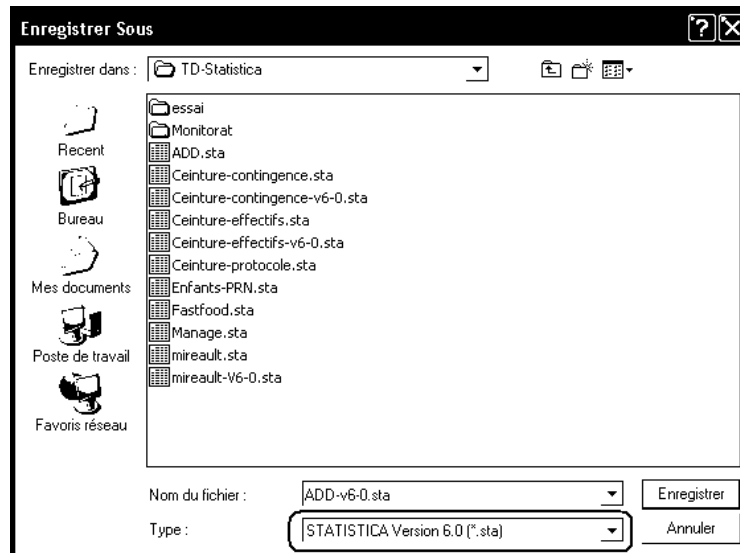 Enregistrer Sous
Enregistrer dans : TD-Statistica
essai
Monitorat
ADD.sta
Ceinture-contingence.sta
Ceinture-contingence-v6-0.sta
Ceinture-effectifs.sta
Ceinture-effectifs-v6-0.sta
Ceinture-protocole.sta
Enfants-PRN.sta
Fastfood.sta
Manage.sta
mireault.sta
mireault-V6-0.sta
Recent
Bureau
Mes documents
Poste de travail
Favoris réseau
Nom du fichier : ADD-v6-0.sta Enregistrer
Type : STATISTICA Version 6.0 (*.sta) Annuler